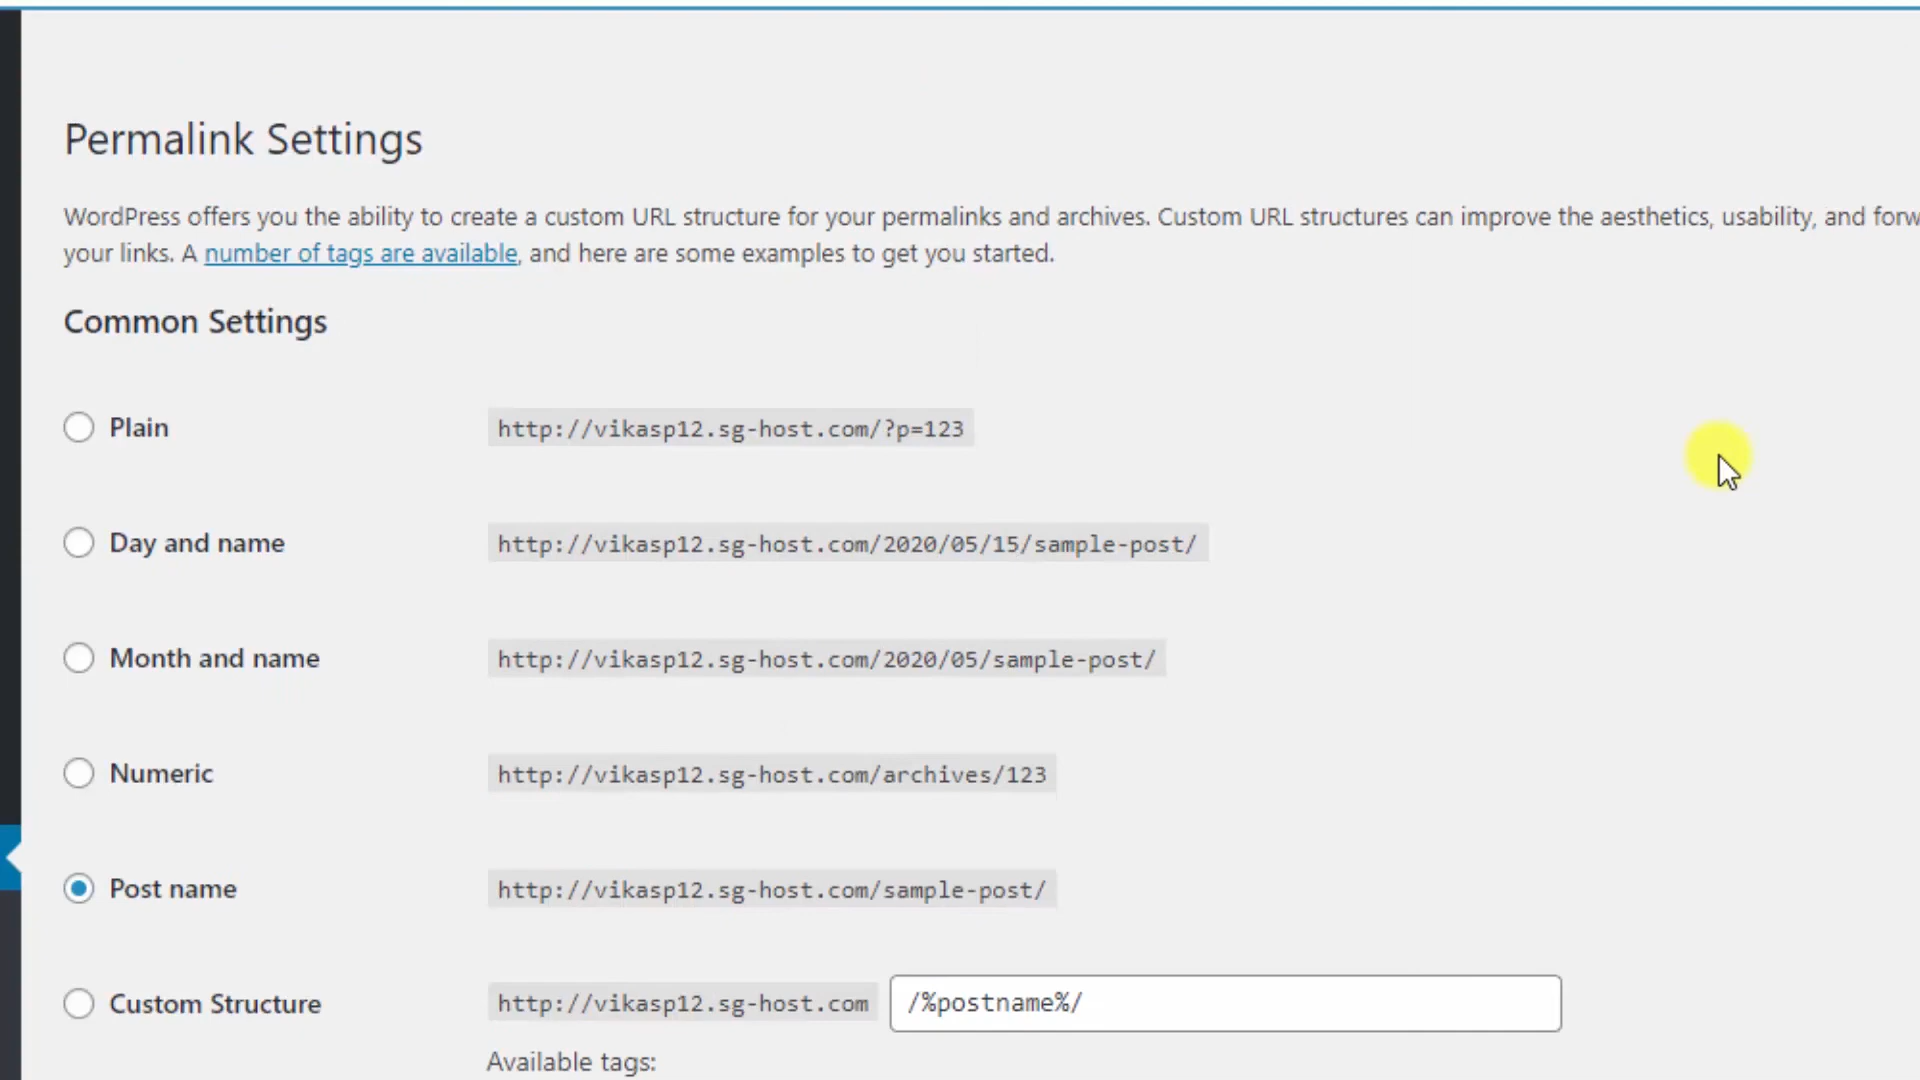 Permalink Settings
WordPress offers you the ability to create a custom URL structure for your permalinks and archives. Custom URL structures can improve the aesthetics, usability, and forw
your links. A number of tags are available, and here are some examples to get you started.
Common Settings
Plain http://vikasp12.sg-host.com/?p=123
Day and name http://vikasp12.sg-host.com/2020/05/15/sample-post/
Month and name http://vikasp12.sg-host.com/2020/05/sample-post/
Numeric http://vikasp12.sg-host.com/archives/123
Post name http://vikasp12.sg-host.com/sample-post/
Custom Structure http://vikasp12.sg-host.com /%postname%/
Available tags: